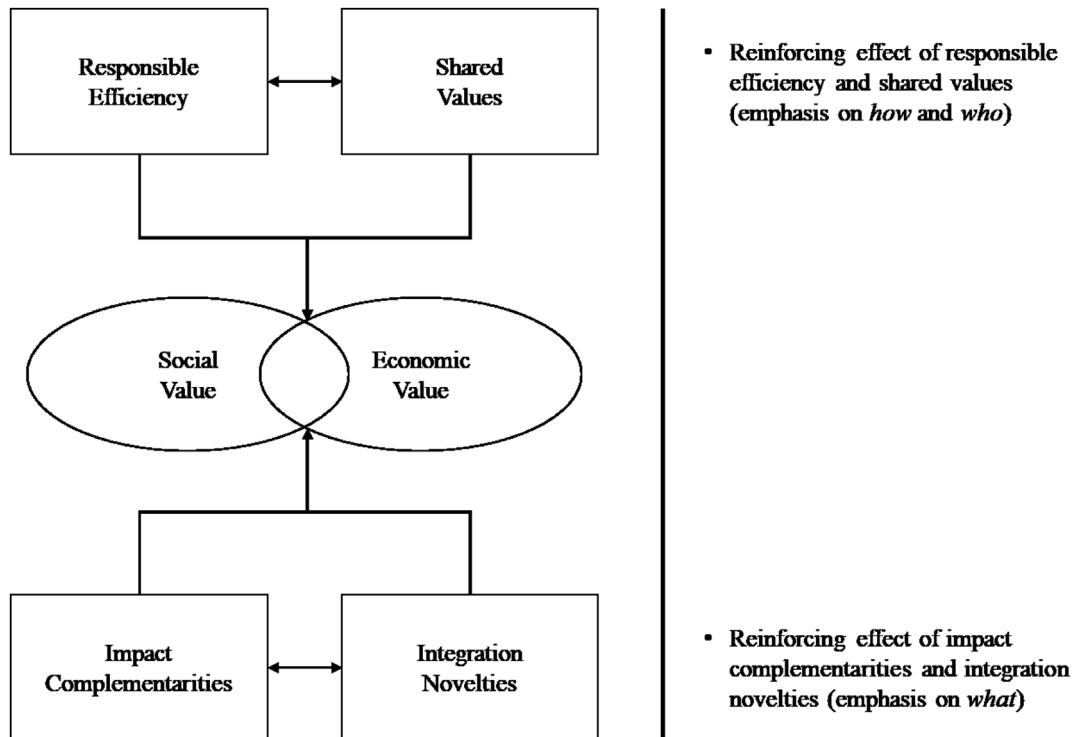 Responsible
Efficiency
Shared
Values
• Reinforcing effect of responsible
efficiency and shared values
(emphasis on how and who)
Social
Value
Economic
Value
Impact
Complementarities
Integration
Novelties
• Reinforcing effect of impact
complementarities and integration
novelties (emphasis on what)